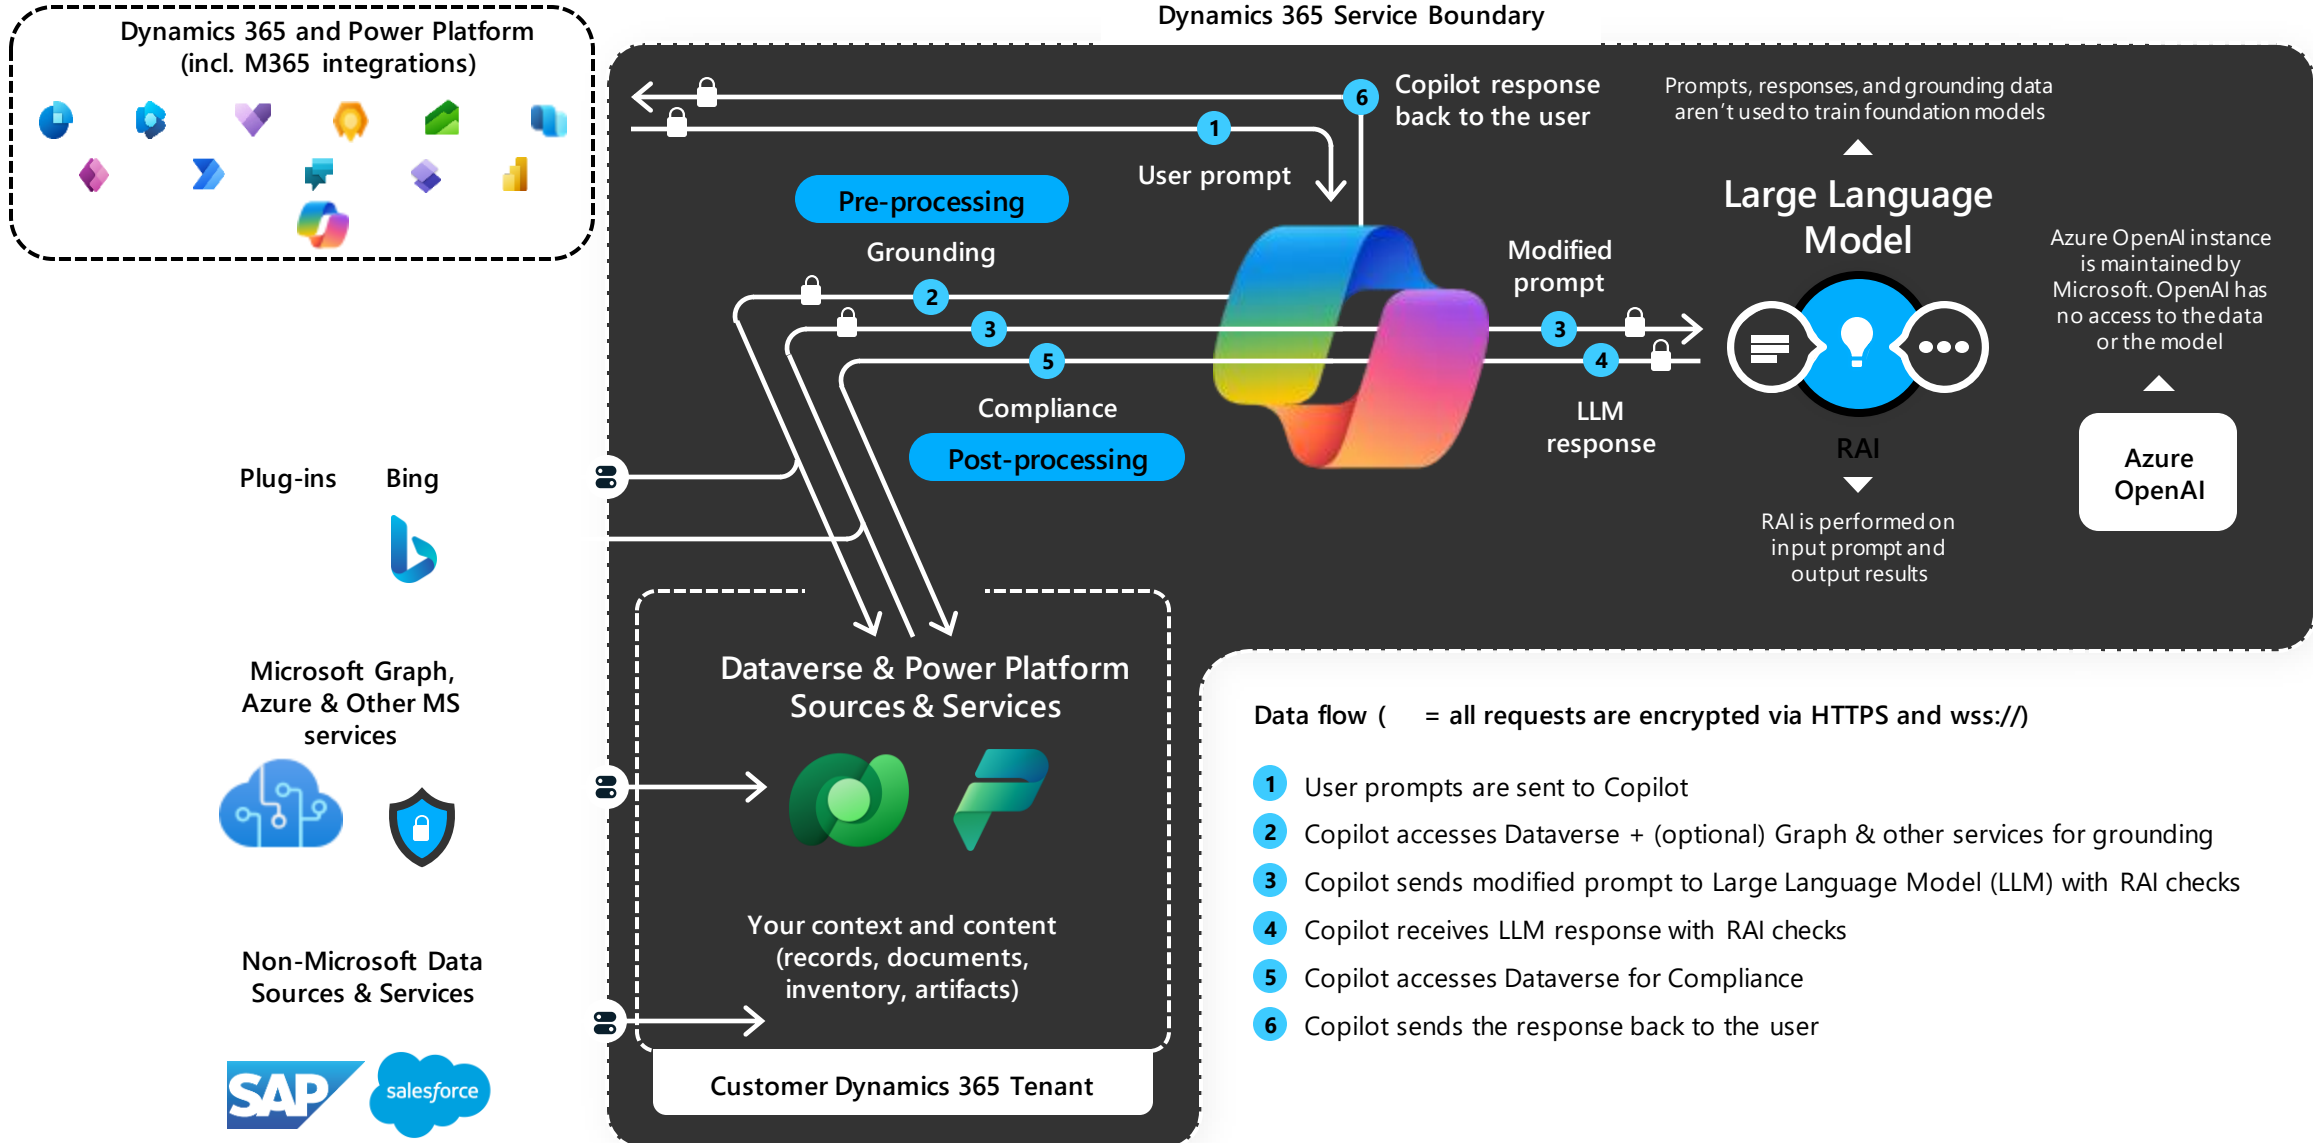 Dynamics 365 and Power Platform
(incl. M365 integrations)
Dynamics 365 Service Boundary
6
Copilot response
back to the user
1
User prompt
Prompts, responses, and grounding data
aren't used to train foundation models
Pre-processing
Grounding
2
3
5
Compliance
Post-processing
Modified
prompt
3
4
LLM
response
Large Language
Model
RAI
RAI is performed on
input prompt and
output results
Azure OpenAI instance
is maintained by
Microsoft. OpenAI has
no access to the data
or the model
Azure
OpenAI
Plug-ins
Bing
Microsoft Graph,
Azure & Other MS
services
Non-Microsoft Data
Sources & Services
SAP
salesforce
Dataverse & Power Platform
Sources & Services
Your context and content
(records, documents,
inventory, artifacts)
Customer Dynamics 365 Tenant
Data flow ( = all requests are encrypted via HTTPS and wss://)
1 User prompts are sent to Copilot
2 Copilot accesses Dataverse + (optional) Graph & other services for grounding
3 Copilot sends modified prompt to Large Language Model (LLM) with RAI checks
4 Copilot receives LLM response with RAI checks
5 Copilot accesses Dataverse for Compliance
6 Copilot sends the response back to the user